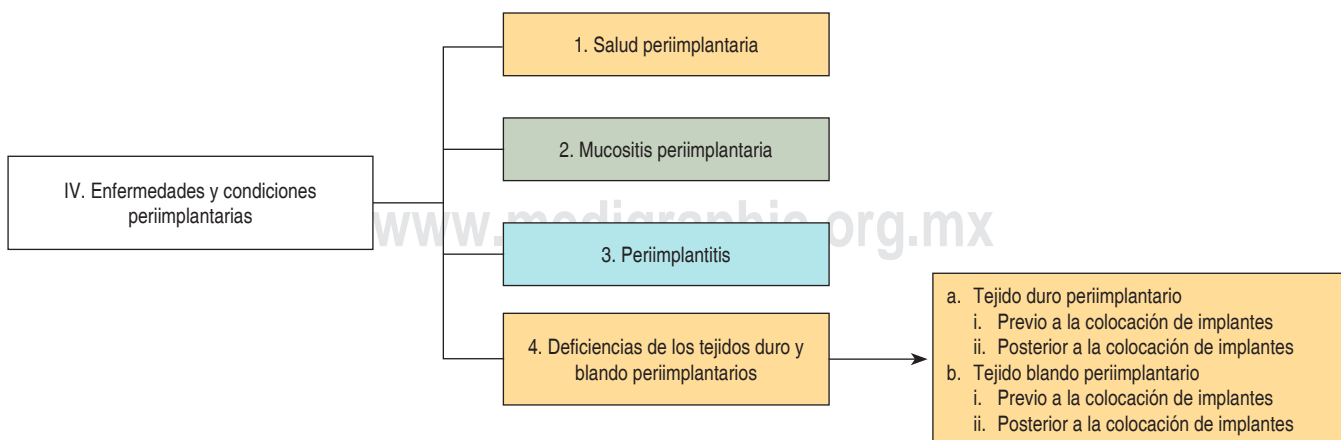 1. Salud periimplantaria
2. Mucositis periimplantaria
IV. Enfermedades y condiciones
periimplantarias
www.medigraphic.org.mx
3. Periimplantitis
4. Deficiencias de los tejidos duro y
blando periimplantarios
a. Tejido duro periimplantario
i. Previo a la colocación de implantes
ii. Posterior a la colocación de implantes
b. Tejido blando periimplantario
i. Previo a la colocación de implantes
ii. Posterior a la colocación de implantes